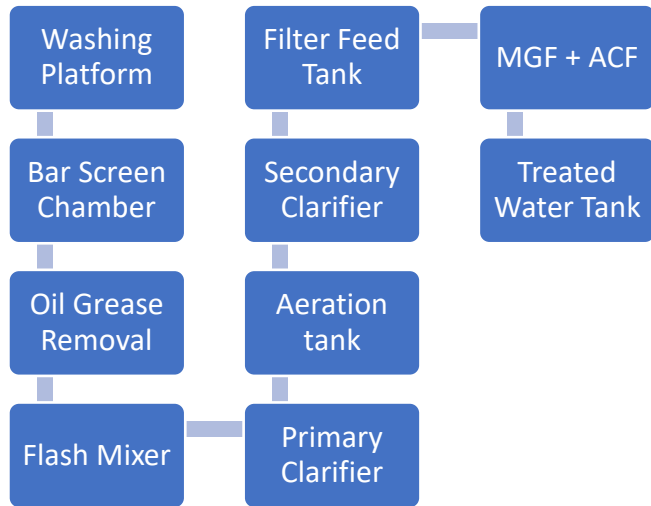 Washing
Platform
Bar Screen
Chamber
Oil Grease
Removal
Flash Mixer
Primary
Clarifier
Aeration
tank
Secondary
Clarifier
Filter Feed
Tank
MGF + ACF
Treated
Water Tank